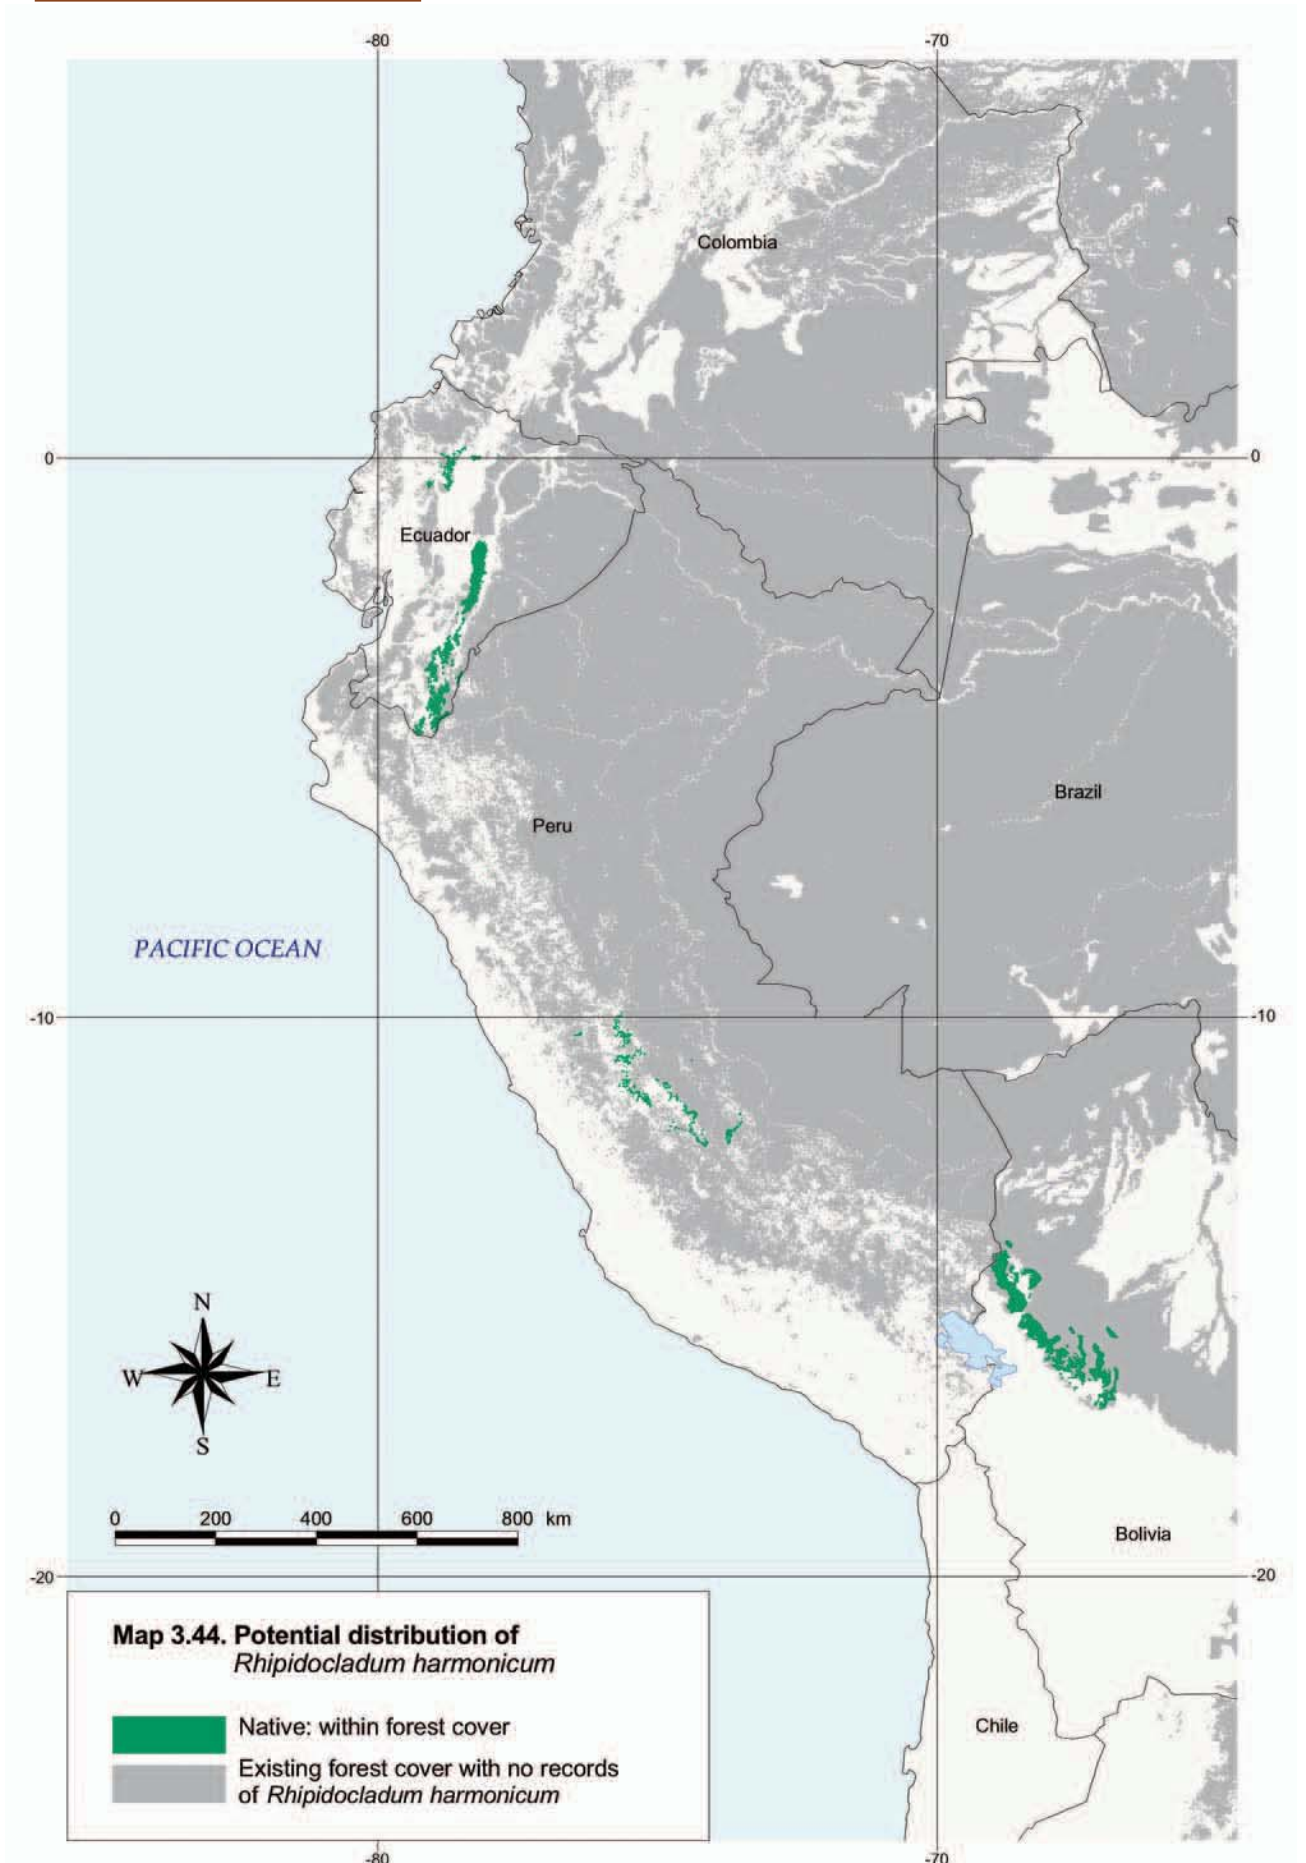 -80 -70
Colombia
0 0
Ecuador
Brazil
Peru
PACIFIC OCEAN
-10 -10
N
W E
S
0 200 400 600 800 km
Bolivia
-20 -20
Map 3.44. Potential distribution of
Rhipidocladum harmonicum
Native: within forest cover
Chile
Existing forest cover with no records
of Rhipidocladum harmonicum
-80 -70